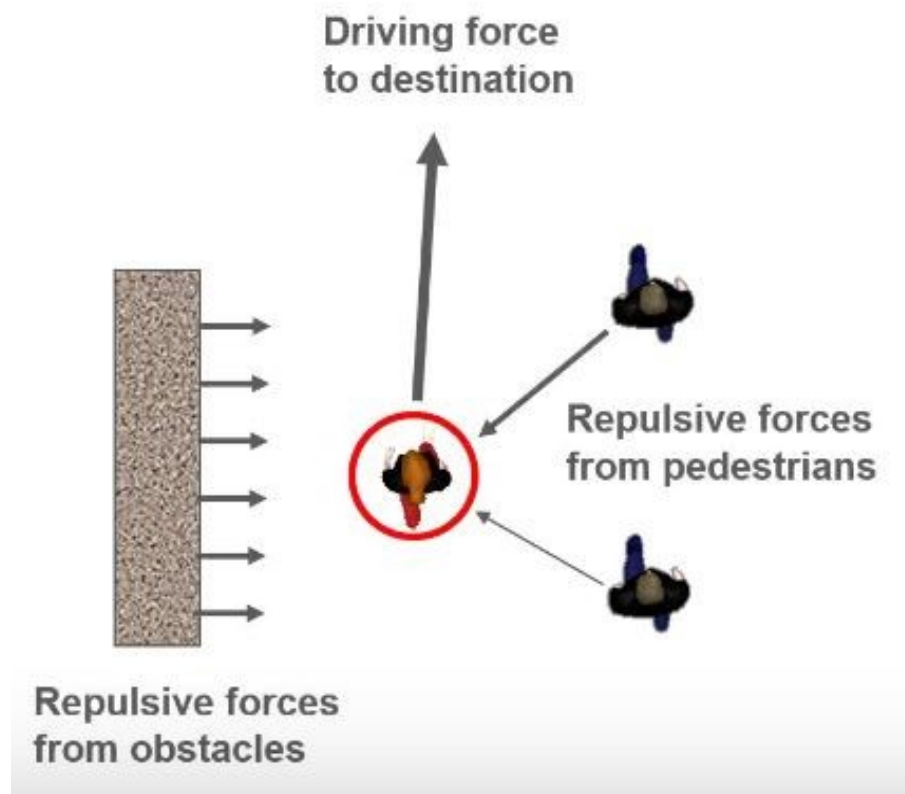 Driving force
to destination
Repulsive forces
from pedestrians
Repulsive forces
from obstacles